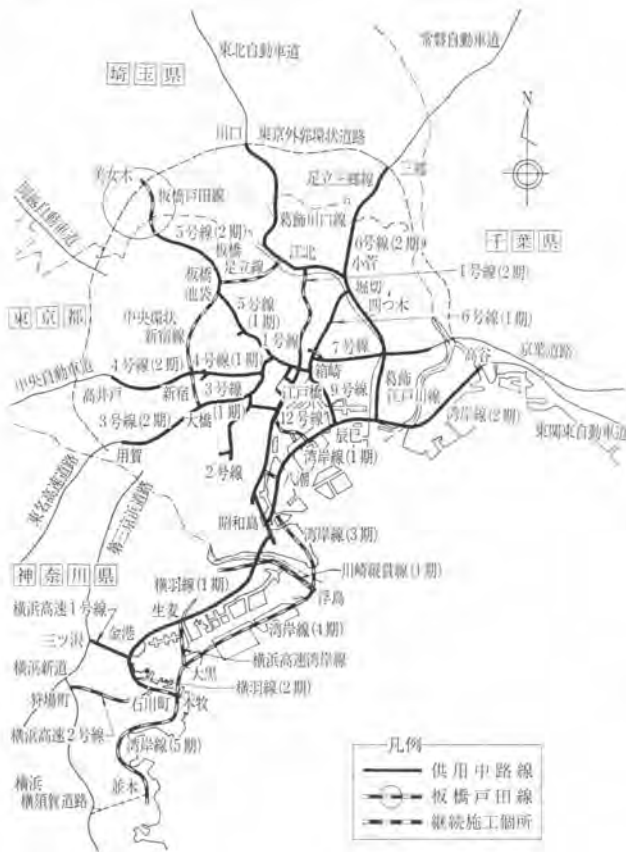 東北自動車道
常磐自動車道
埼玉県
N
川口
東京外郭環状道路
美女木
足立三郷線
三郷
板橋戸田線
葛飾川口線
関越自動車道
5号線(2期)
6号線(2期)
千葉県
板橋
足立線
江北
小菅
1号線(2期)
板橋
堀切
池袋
四つ木
5号線
(1期)
6号線(1期)
東京都
中央環状
新宿線
1号線
7号線
京葉道路
4号線(2期)
4号線(1期)
箱崎
高谷
中央自動車道
高井戸
新宿
3号線
(1期)
江戸橋
9号線
葛飾
江戸川線
湾岸線(2期)
3号線(2期)
大橋
12号線
辰巳
東関東自動車道
用賀
湾岸線(1期)
2号線
東名高速道路
八潮
第三京浜道路
昭和島
湾岸線(3期)
神奈川県
横羽線(1期)
川崎縦貫線(1期)
横浜高速1号線
生麦
浮島
金港
湾岸線(4期)
三ツ沢
横浜高速湾岸線
横浜新道
大黒
横羽線(2期)
狩場町
石川町
本牧
横浜高速2号線
湾岸線(5期)
凡例
供用中路線
横浜
横須賀道路
並木
板橋戸田線
継続施工個所